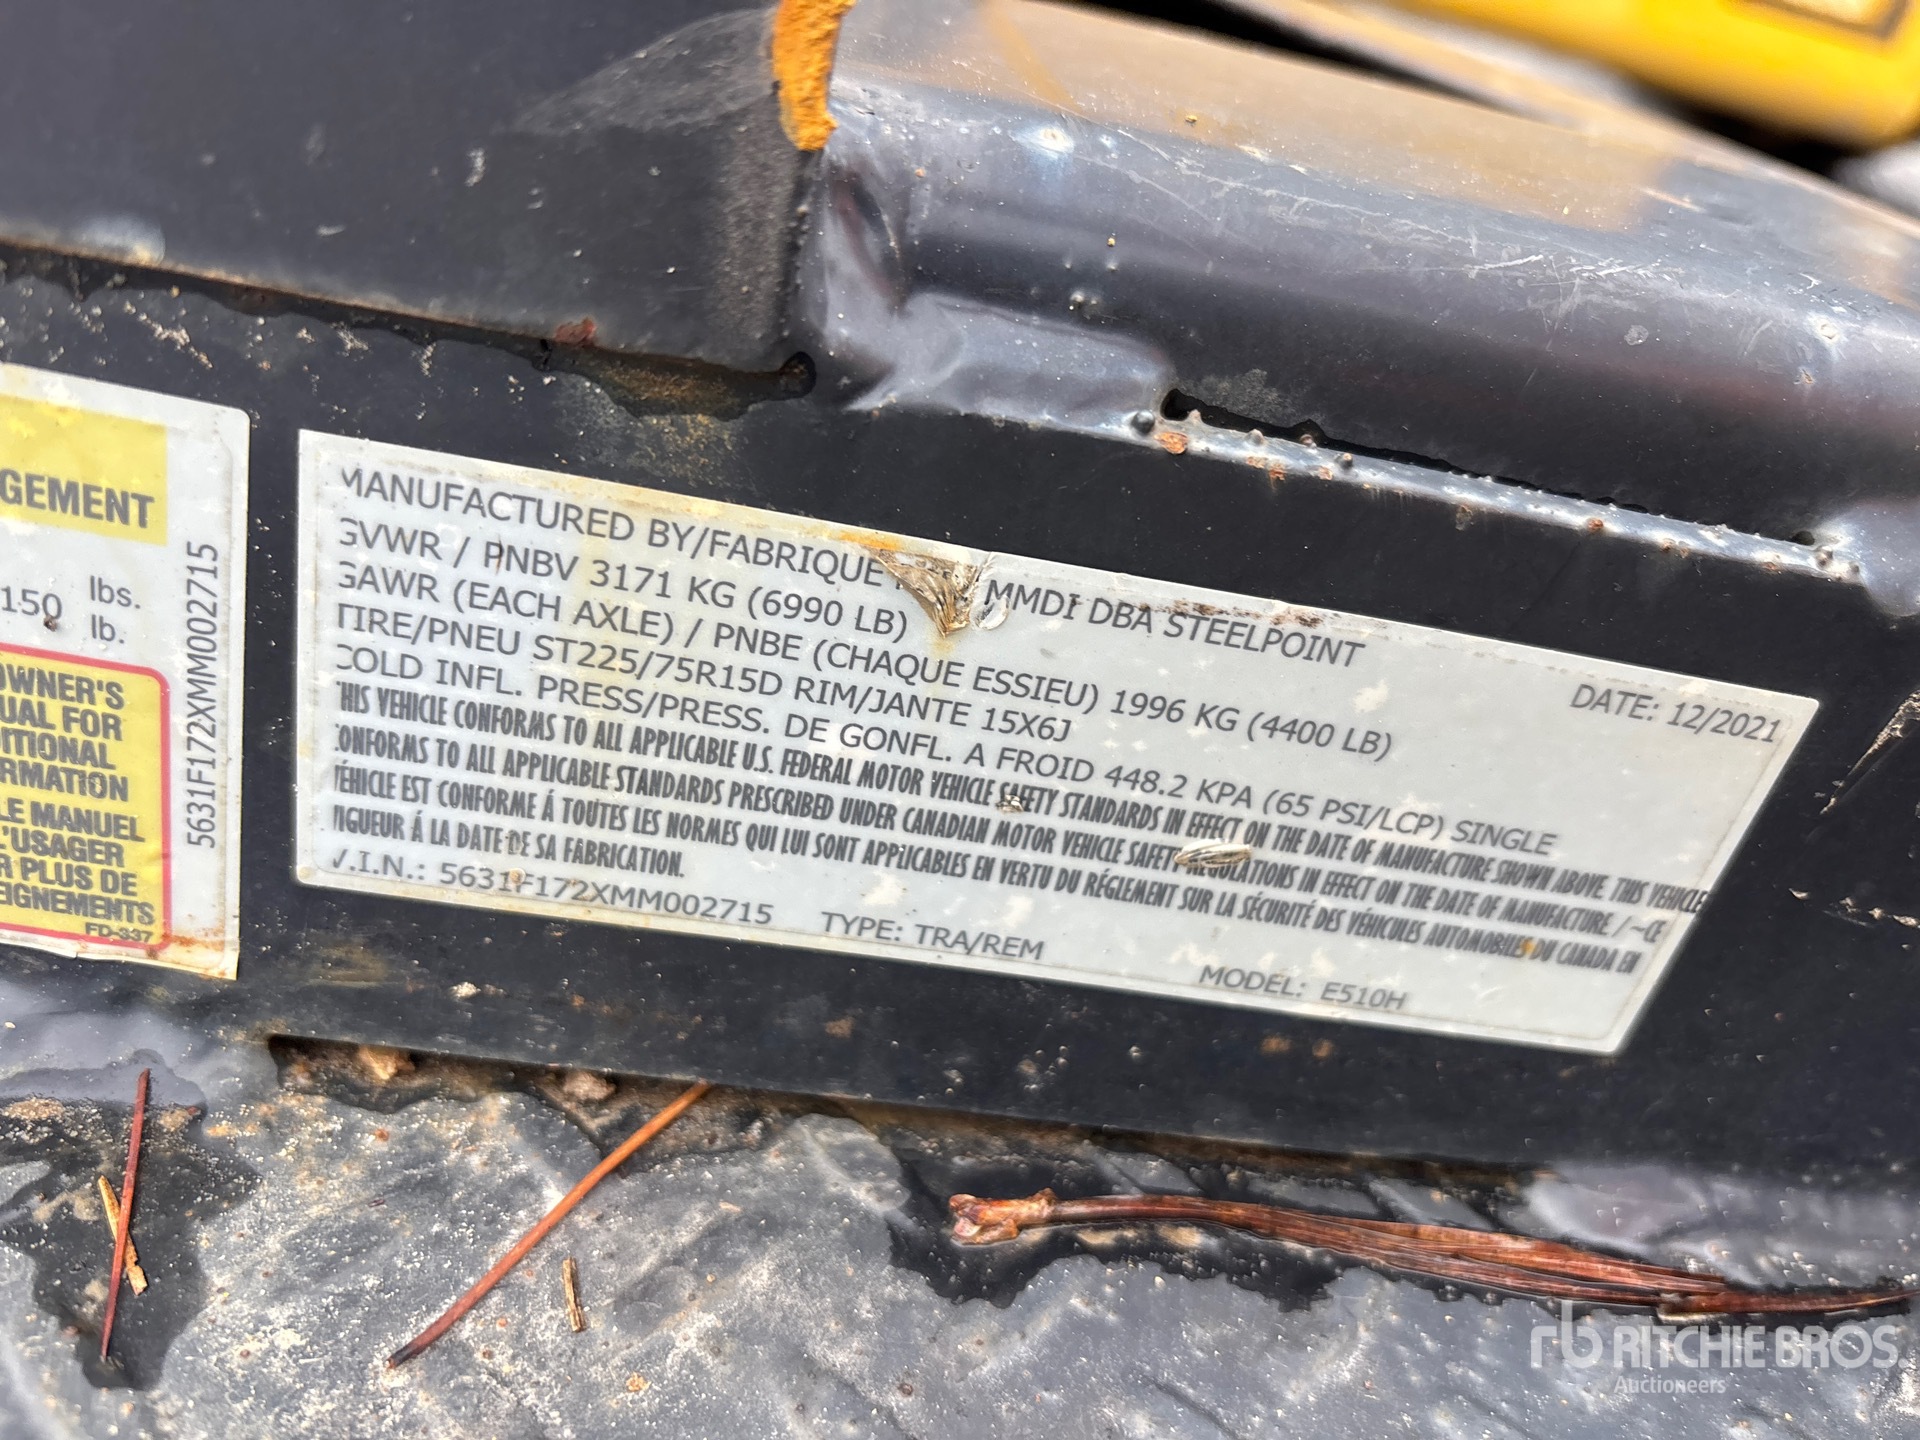 GEMENT
150 lbs.
lb.
OWNER'S
UAL FOR
ITIONAL
RMATION
LE MANUEL
L'USAGER
R PLUS DE
EIGNEMENTS
FD-337
5631F172XMM002715
MANUFACTURED BY/FABRIQUE MMDI DBA STEELPOINT
DATE: 12/2021
GVWR / PNBV 3171 KG (6990 LB)
GAWR (EACH AXLE) / PNBE (CHAQUE ESSIEU) 1996 KG (4400 LB)
TIRE/PNEU ST225/75R15D RIM/JANTE 15X6J
COLD INFL. PRESS/PRESS. DE GONFL. A FROID 448.2 KPA (65 PSI/LCP) SINGLE
THIS VEHICLE CONFORMS TO ALL APPLICABLE U.S. FEDERAL MOTOR VEHICLE SAFETY STANDARDS IN EFFECT ON THE DATE OF MANUFACTURE SHOWN ABOVE. THIS VEHICLE
CONFORMS TO ALL APPLICABLE STANDARDS PRESCRIBED UNDER CANADIAN MOTOR VEHICLE SAFETY REGULATIONS IN EFFECT ON THE DATE OF MANUFACTURE / ~CE
VÉHICLE EST CONFORME Á TOUTES LES NORMES QUI LUI SONT APPLICABLES EN VERTU DU RÉGLEMENT SUR LA SÉCURITÉ DES VÉHICULES AUTOMOBILES DU CANADA EN
VIGUEUR Á LA DATE DE SA FABRICATION.
V.I.N.: 5631F172XMM002715 TYPE: TRA/REM MODEL: E510H
rb RITCHIE BROS.
Auctioneers